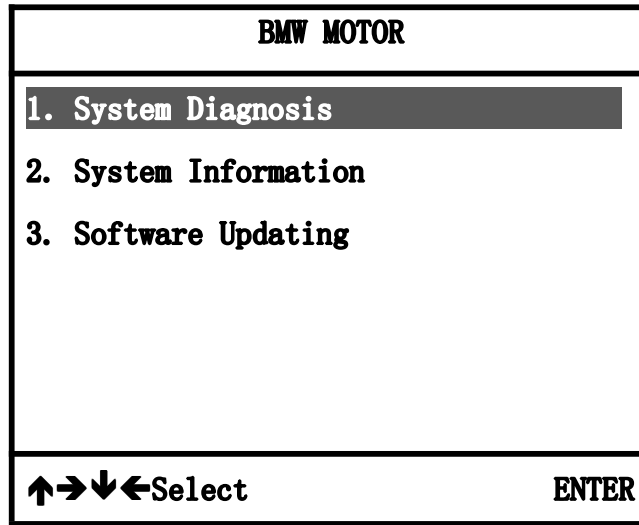 BMW MOTOR
1. System Diagnosis
2. System Information
3. Software Updating
↑→↓←Select ENTER